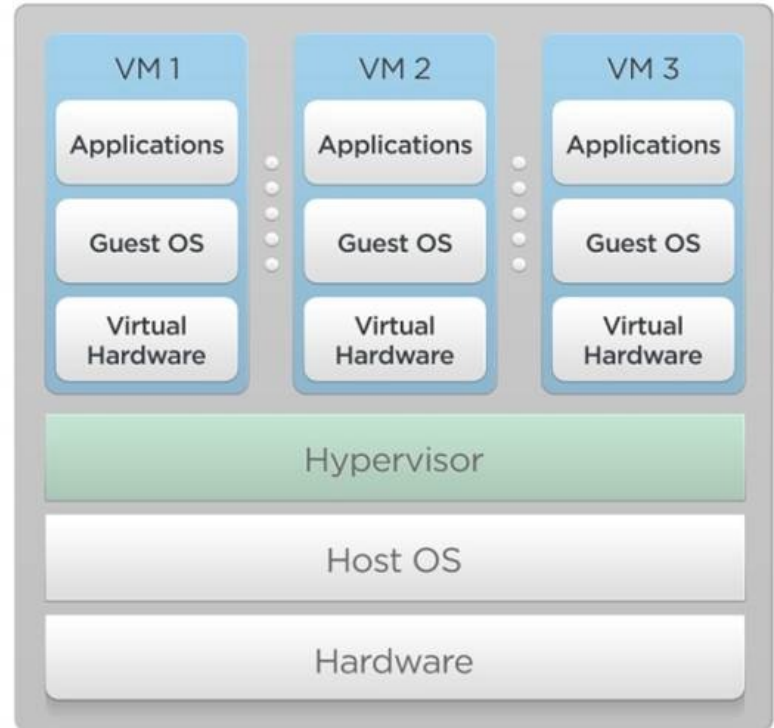 VM 1
Applications
Guest OS
Virtual
Hardware
VM 2
Applications
Guest OS
Virtual
Hardware
VM 3
Applications
Guest OS
Virtual
Hardware
Hypervisor
Host OS
Hardware